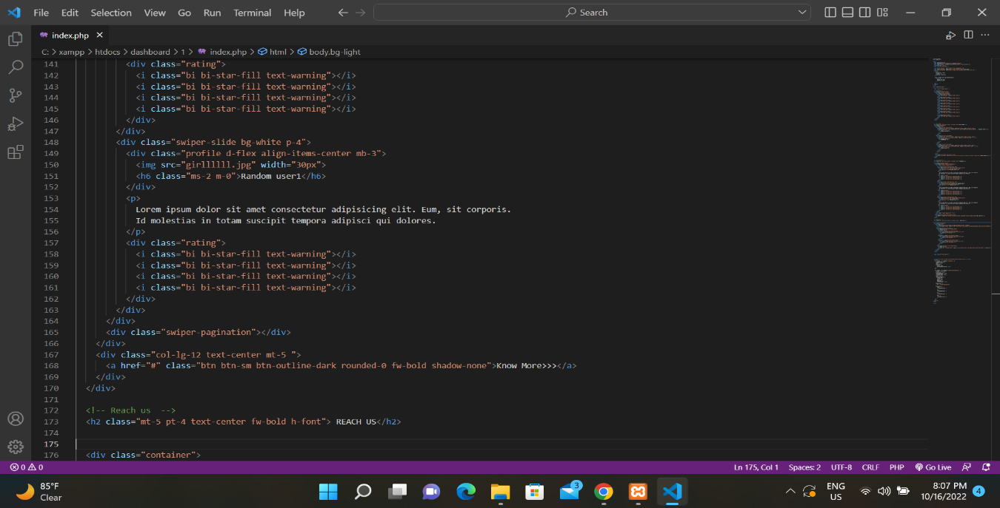 File Edit Selection View Go Run Terminal Help
Search
index.php
C: > xampp > htdocs > dashboard > 1 > index.php > html > body.bg-light
141 <div class="rating">
142 <i class="bi bi-star-fill text-warning"></i>
143 <i class="bi bi-star-fill text-warning"></i>
144 <i class="bi bi-star-fill text-warning"></i>
145 <i class="bi bi-star-fill text-warning"></i>
146 </div>
147 </div>
148 <div class="swiper-slide bg-white p-4">
149 <div class="profile d-flex align-items-center mb-3">
150 <img src="girllllll.jpg" width="30px">
151 <h6 class="ms-2 m-0">Random user1</h6>
152 </div>
153 <p>
154 Lorem ipsum dolor sit amet consectetur adipisicing elit. Eum, sit corporis.
155 Id molestias in totam suscipit tempora adipisci qui dolores.
156 </p>
157 <div class="rating">
158 <i class="bi bi-star-fill text-warning"></i>
159 <i class="bi bi-star-fill text-warning"></i>
160 <i class="bi bi-star-fill text-warning"></i>
161 <i class="bi bi-star-fill text-warning"></i>
162 </div>
163 </div>
164 </div>
165 <div class="swiper-pagination"></div>
166 </div>
167 <div class="col-lg-12 text-center mt-5 ">
168 <a href="#" class="btn btn-sm btn-outline-dark rounded-0 fw-bold shadow-none">Know More>>></a>
169 </div>
170 </div>
171
172 <!-- Reach us  -->
173 <h2 class="mt-5 pt-4 text-center fw-bold h-font"> REACH US</h2>
174
175
176 <div class="container">
0 0 Ln 175, Col 1 Spaces: 2 UTF-8 CRLF PHP Go Live
85°F
Clear
3
ENG
US
8:07 PM
10/16/2022
4